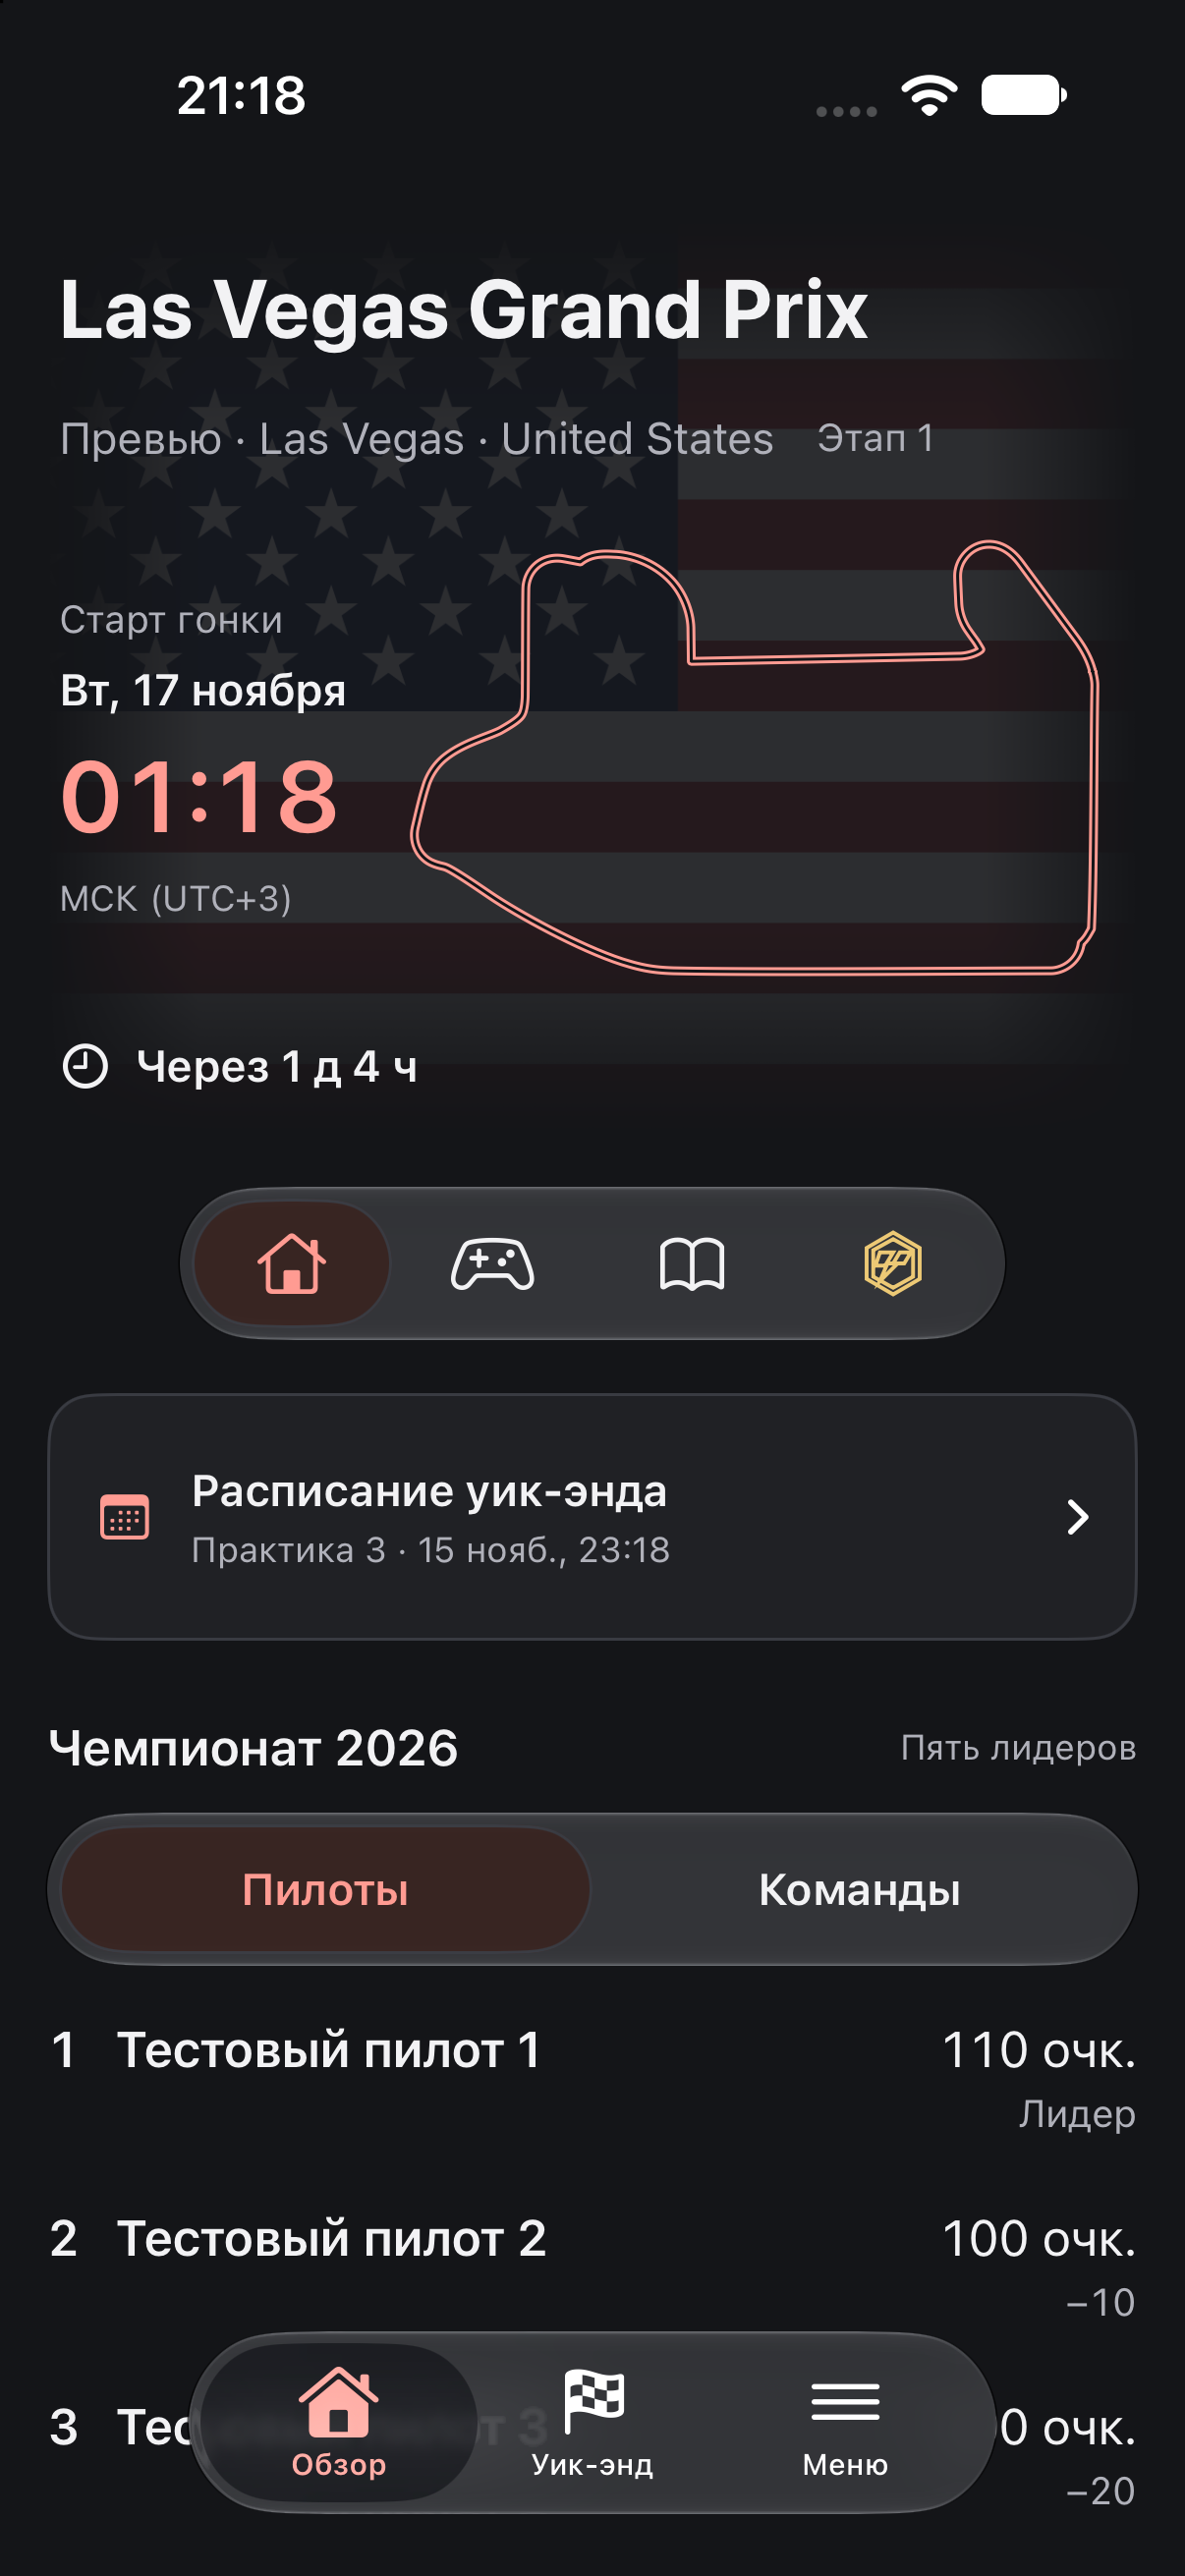 21:18
Las Vegas Grand Prix
Превью · Las Vegas · United States Этап 1
Старт гонки
Вт, 17 ноября
01:18
МСК (UTC+3)
Через 1 д 4 ч
Расписание уик-энда
Практика 3 · 15 нояб., 23:18
Чемпионат 2026 Пять лидеров
Пилоты Команды
1 Тестовый пилот 1 110 очк.
Лидер
2 Тестовый пилот 2 100 очк.
−10
3 3 0 очк.
Обзор Уик-энд Меню
−20